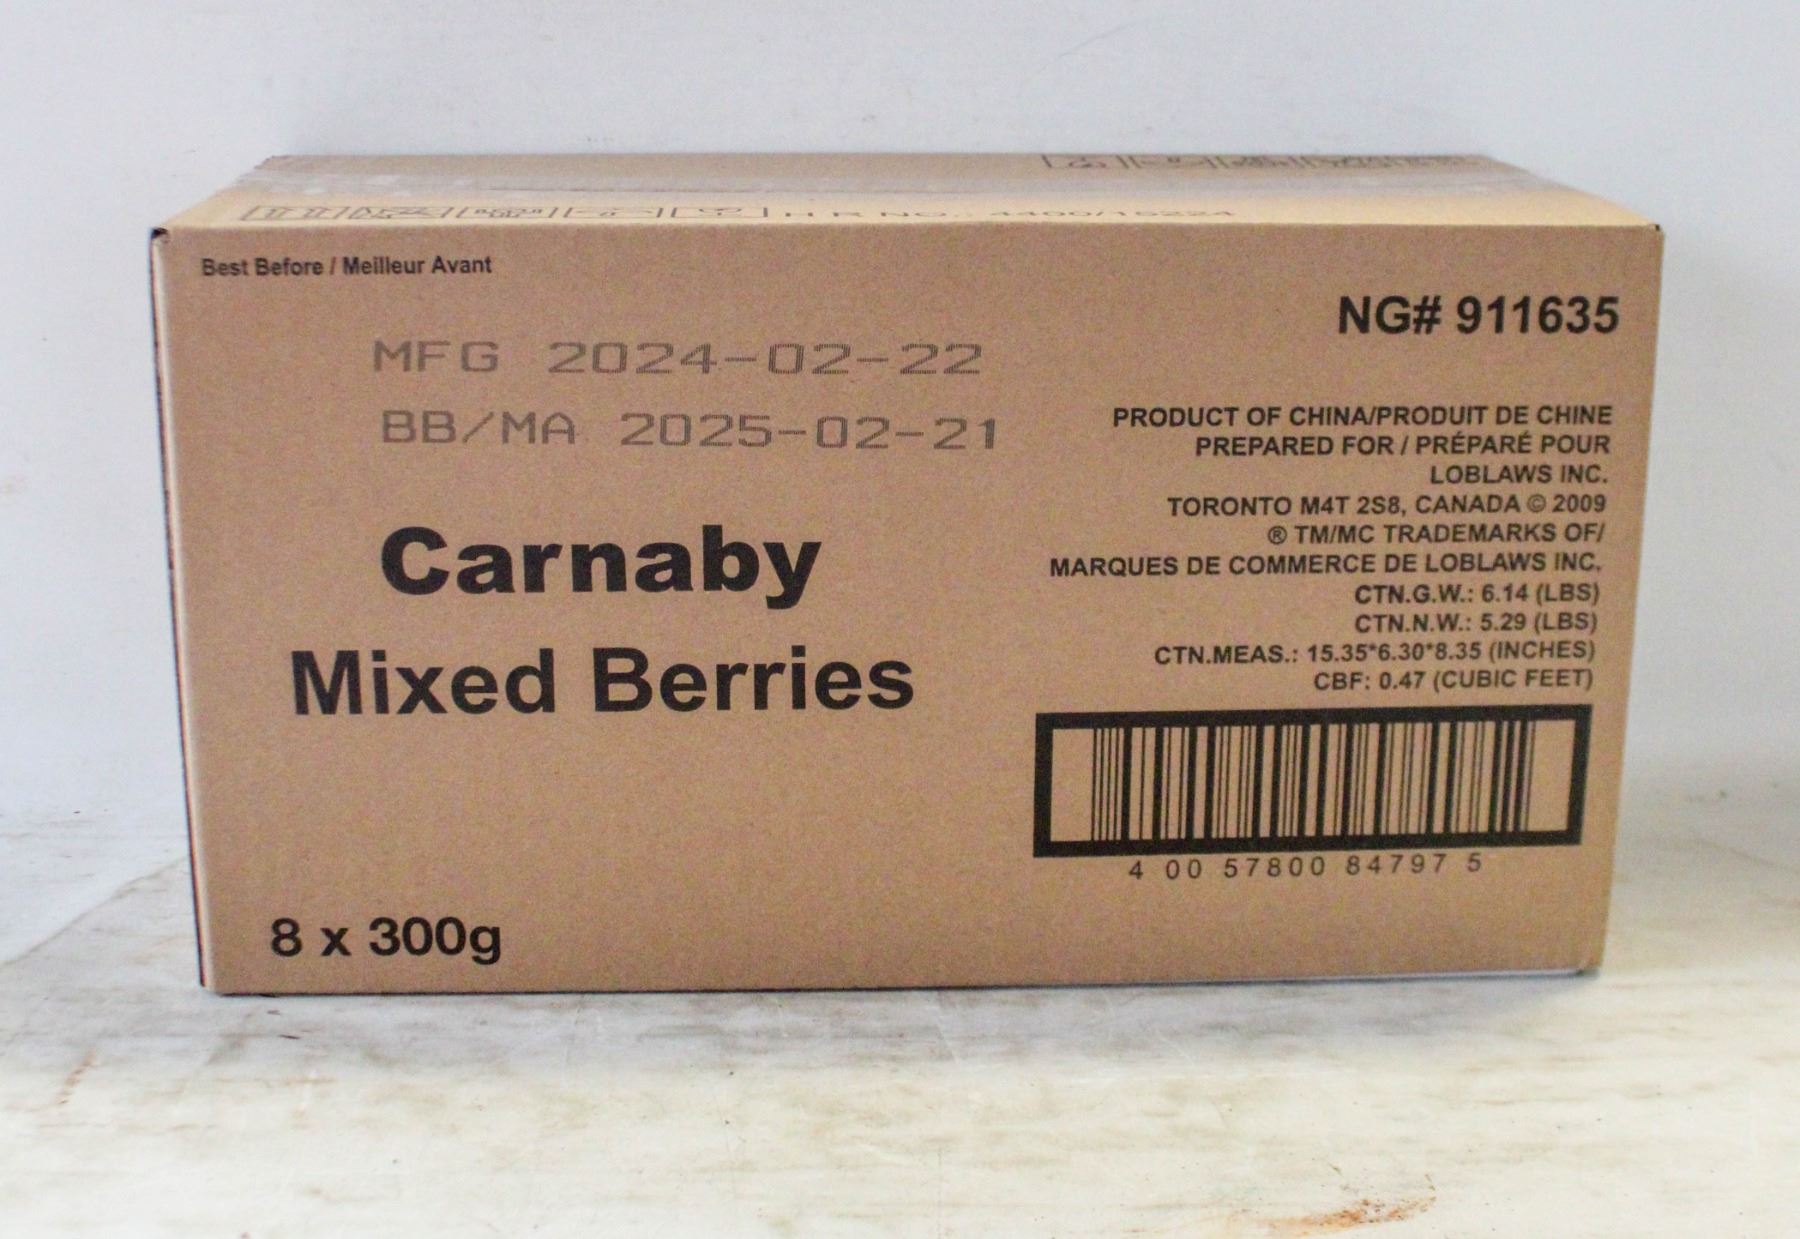 H R NO.: 4400/15224
Best Before / Meilleur Avant
MFG 2024-02-22
BB/MA 2025-02-21
Carnaby
Mixed Berries
8 x 300g
NG# 911635
PRODUCT OF CHINA/PRODUIT DE CHINE
PREPARED FOR / PRÉPARÉ POUR
LOBLAWS INC.
TORONTO M4T 2S8, CANADA © 2009
® TM/MC TRADEMARKS OF/
MARQUES DE COMMERCE DE LOBLAWS INC.
CTN.G.W.: 6.14 (LBS)
CTN.N.W.: 5.29 (LBS)
CTN.MEAS.: 15.35*6.30*8.35 (INCHES)
CBF: 0.47 (CUBIC FEET)
4 00 57800 84797 5